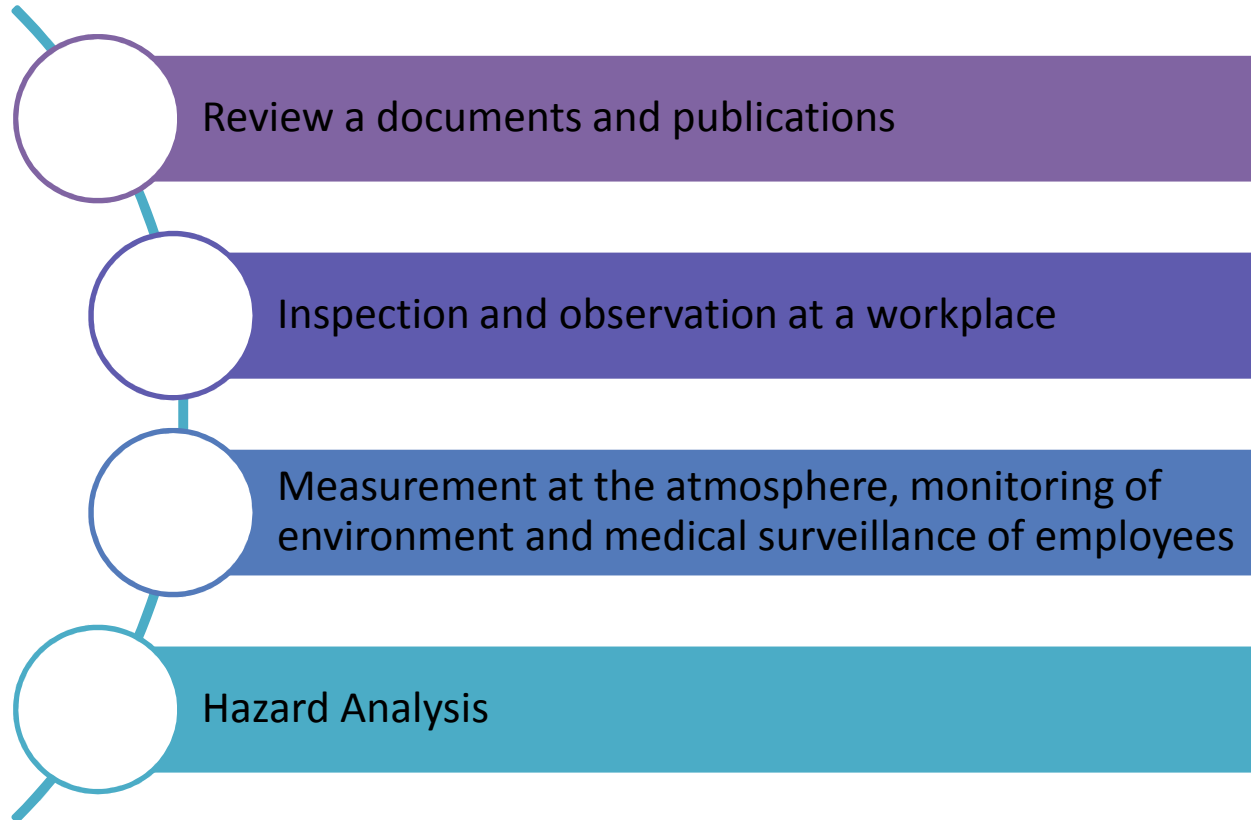 Review a documents and publications
Inspection and observation at a workplace
Measurement at the atmosphere, monitoring of
environment and medical surveillance of employees
Hazard Analysis